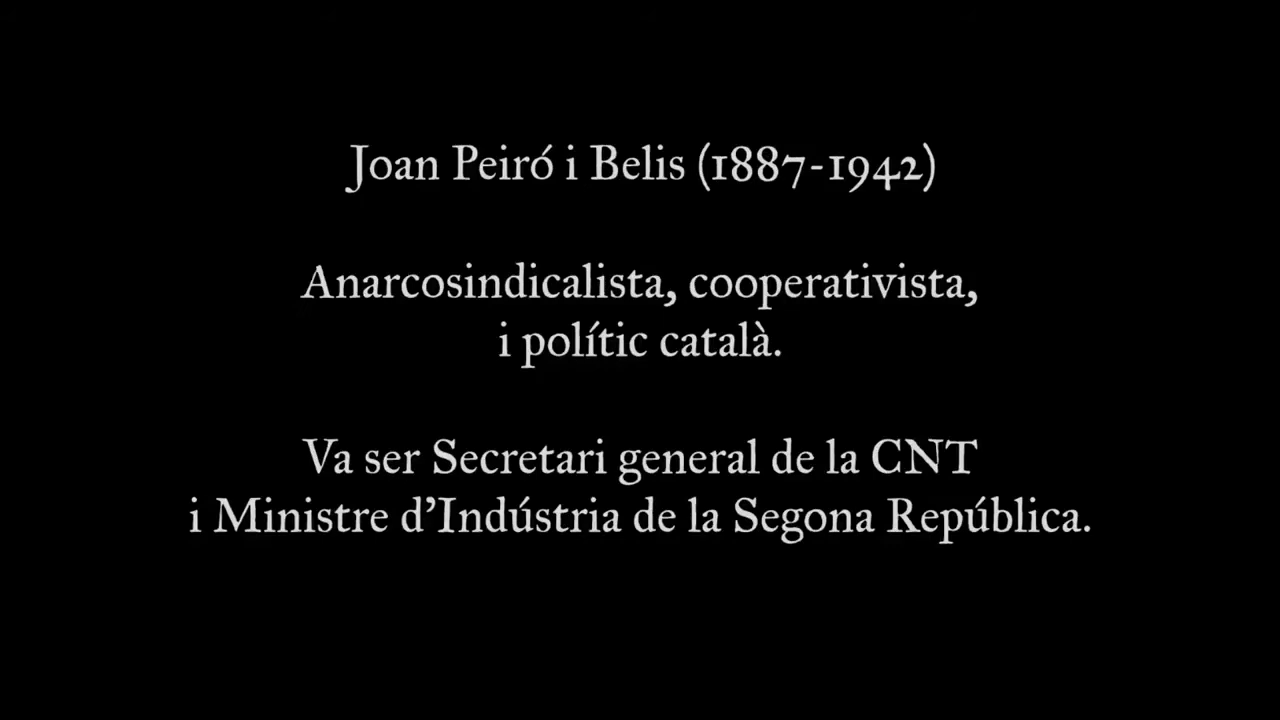 Joan Peiró i Belis (1887-1942)
Anarcosindicalista, cooperativista,
i polític català.
Va ser Secretari general de la CNT
i Ministre d’Indústria de la Segona República.